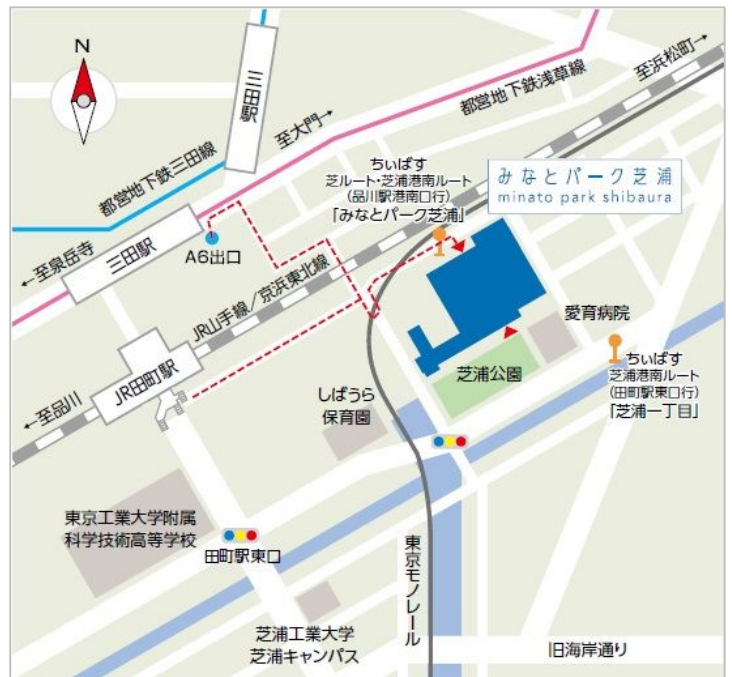 N
三田駅
至大門→
都営地下鉄浅草線
至浜松町→
都営地下鉄三田線
ちぃばす
芝ルート・芝浦港南ルート
(品川駅港南口行)
「みなとパーク芝浦」
みなとパーク芝浦
minato park shibaura
←至泉岳寺
三田駅
A6出口
JR山手線/京浜東北線
愛育病院
ちぃばす
芝浦港南ルート
(田町駅東口行)
「芝浦一丁目」
芝浦公園
JR田町駅
←至品川
しばうら
保育園
東京工業大学附属
科学技術高等学校
田町駅東口
東京モノレール
芝浦工業大学
芝浦キャンパス
旧海岸通り